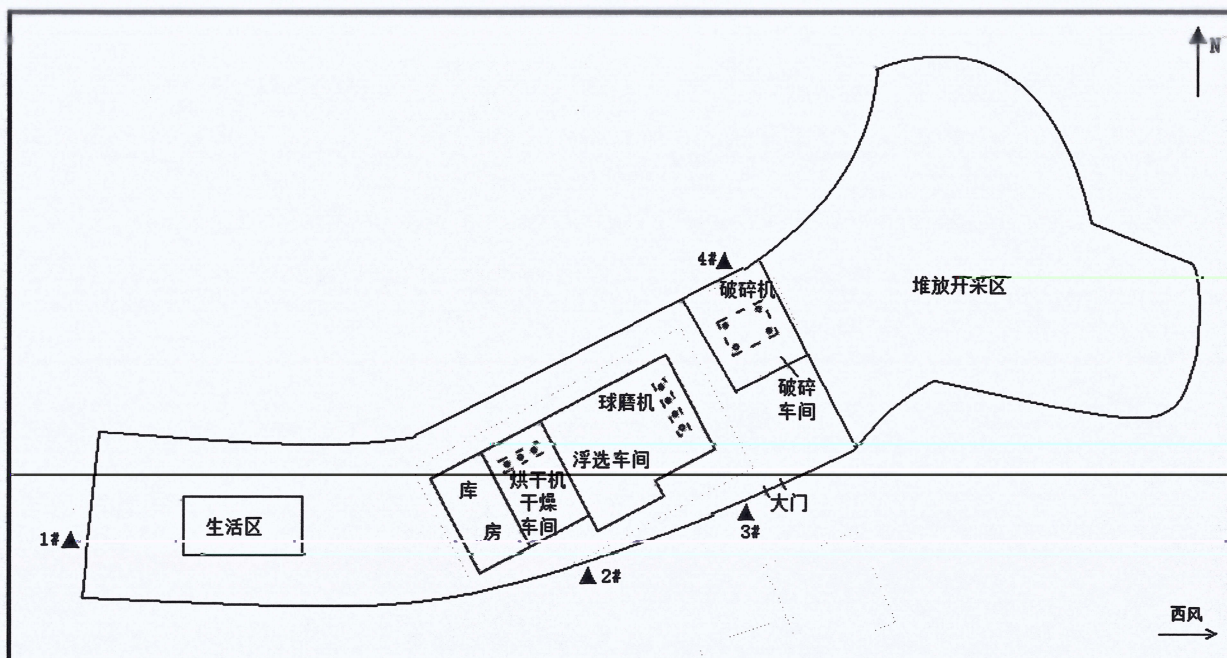 N
4#
破碎机
堆放开采区
破碎
车间
球磨机
浮选车间
烘干机
干燥
车间
库
房
大门
3#
生活区
1#
2#
西风